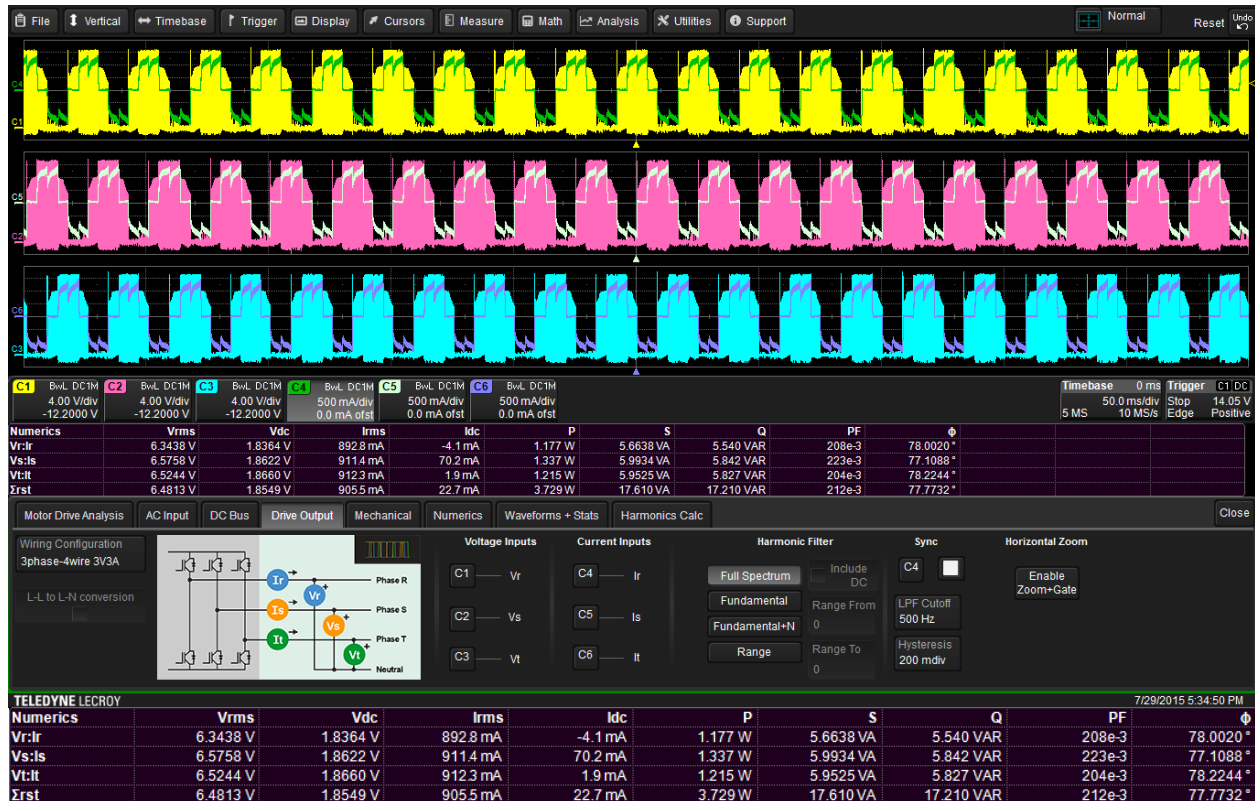 File Vertical Timebase Trigger Display Cursors Measure Math Analysis Utilities Support Normal Reset Undo
C4
C1
C5
C2
C6
C3
C1 BwL DC1M C2 BwL DC1M C3 BwL DC1M C4 BwL DC1M C5 BwL DC1M C6 BwL DC1M Timebase 0 ms Trigger C1 DC
4.00 V/div 4.00 V/div 4.00 V/div 500 mA/div 500 mA/div 500 mA/div 50.0 ms/div Stop 14.05 V
-12.2000 V -12.2000 V -12.2000 V 0.0 mA ofst 0.0 mA ofst 0.0 mA ofst 5 MS 10 MS/s Edge Positive
Numerics Vrms Vdc Irms Idc P S Q PF ϕ
Vr:Ir 6.3438 V 1.8364 V 892.8 mA -4.1 mA 1.177 W 5.6638 VA 5.540 VAR 208e-3 78.0020 °
Vs:Is 6.5758 V 1.8622 V 911.4 mA 70.2 mA 1.337 W 5.9934 VA 5.842 VAR 223e-3 77.1088 °
Vt:It 6.5244 V 1.8660 V 912.3 mA 1.9 mA 1.215 W 5.9525 VA 5.827 VAR 204e-3 78.2244 °
Σrst 6.4813 V 1.8549 V 905.5 mA 22.7 mA 3.729 W 17.610 VA 17.210 VAR 212e-3 77.7732 °
Motor Drive Analysis AC Input DC Bus Drive Output Mechanical Numerics Waveforms + Stats Harmonics Calc Close
Wiring Configuration
3phase-4wire 3V3A
L-L to L-N conversion
Ir
Vr
Phase R
Is
Vs
Phase S
It
Vt
Phase T
Neutral
Voltage Inputs
C1 Vr
C2 Vs
C3 Vt
Current Inputs
C4 Ir
C5 Is
C6 It
Harmonic Filter
Full Spectrum
Fundamental
Fundamental+N
Range
Include
DC
Range From
0
Range To
0
Sync
C4
LPF Cutoff
500 Hz
Hysteresis
200 mdiv
Horizontal Zoom
Enable
Zoom+Gate
TELEDYNE LECROY 7/29/2015 5:34:50 PM
Numerics Vrms Vdc Irms Idc P S Q PF ϕ
Vr:Ir 6.3438 V 1.8364 V 892.8 mA -4.1 mA 1.177 W 5.6638 VA 5.540 VAR 208e-3 78.0020 °
Vs:Is 6.5758 V 1.8622 V 911.4 mA 70.2 mA 1.337 W 5.9934 VA 5.842 VAR 223e-3 77.1088 °
Vt:It 6.5244 V 1.8660 V 912.3 mA 1.9 mA 1.215 W 5.9525 VA 5.827 VAR 204e-3 78.2244 °
Σrst 6.4813 V 1.8549 V 905.5 mA 22.7 mA 3.729 W 17.610 VA 17.210 VAR 212e-3 77.7732 °